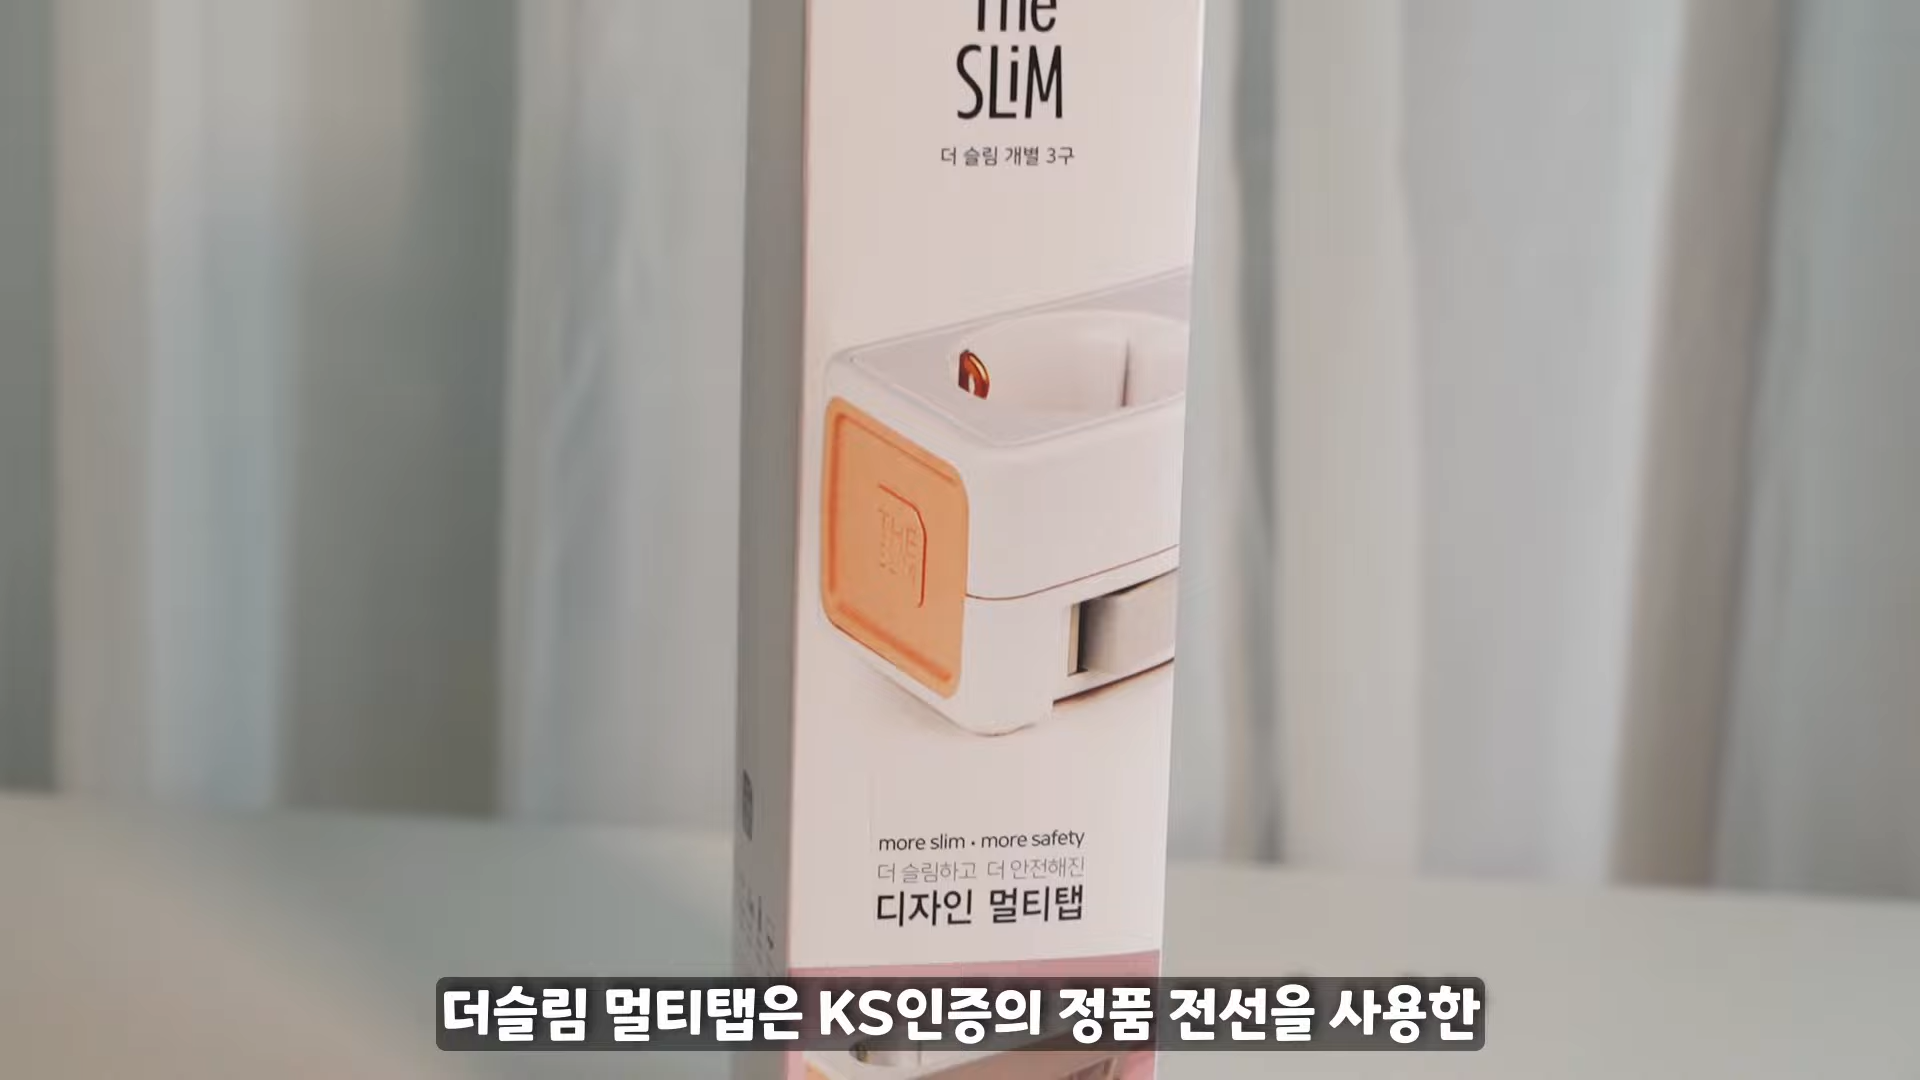 The
SLiM
더 슬림 개별 3구
THE
more slim • more safety
더 슬림하고 더 안전해진
디자인 멀티탭
더슬림 멀티탭은 KS인증의 정품 전선을 사용한